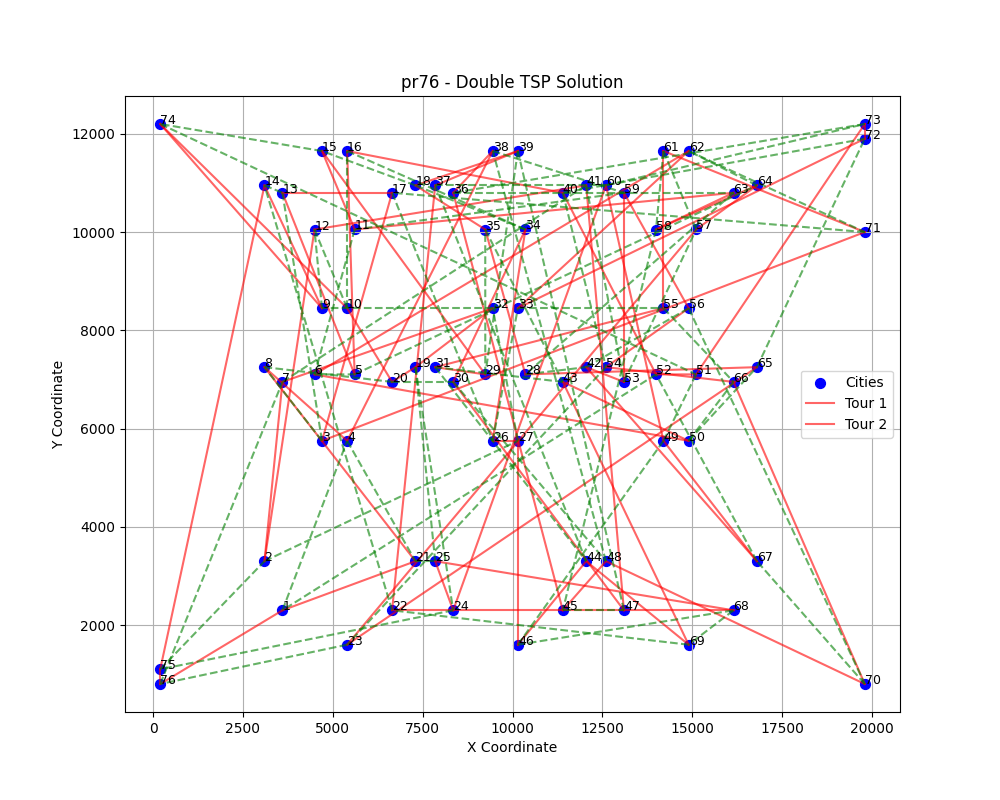 pr76 - Double TSP Solution
74
73
72
15 16 38 39 61 62
14 13 17 18 37 36 40 41 60 59 63 64
12 11 35 34 58 57 71
9 10 32 33 55 56
8 7 6 5 20 19 31 30 29 28 42 54 43 53 52 51 65 66
3 4 26 27 49 50
2 21 25 44 48 67
1 22 24 45 47 68
23 46 69
75
76 70
12000
10000
8000
6000
4000
2000
Y Coordinate
Cities
Tour 1
Tour 2
0 2500 5000 7500 10000 12500 15000 17500 20000
X Coordinate